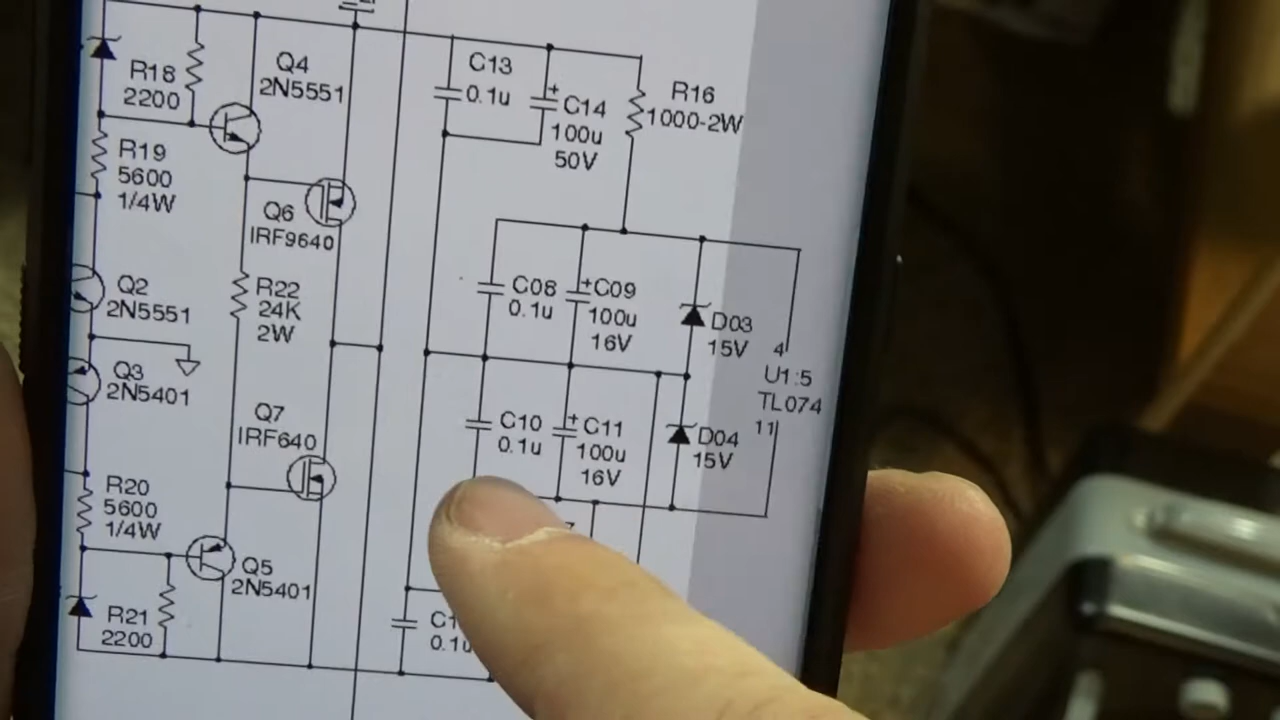 R18
2200
Q4
2N5551
C13
0.1u
+
C14
100u
50V
R16
1000-2W
R19
5600
1/4W
Q6
IRF9640
Q2
2N5551
R22
24K
2W
C08
0.1u
+
C09
100u
16V
D03
15V
4
U1:5
TL074
11
Q3
2N5401
Q7
IRF640
C10
0.1u
+
C11
100u
16V
D04
15V
R20
5600
1/4W
Q5
2N5401
R21
2200